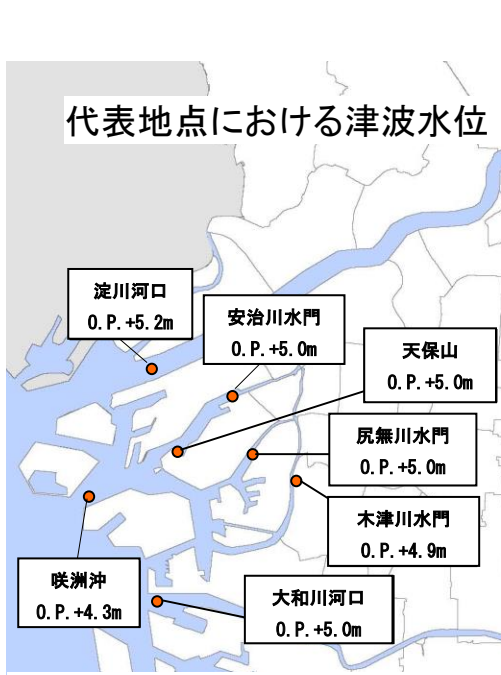 代表地点における津波水位
淀川河口
O.P.+5.2m
安治川水門
O.P.+5.0m
天保山
O.P.+5.0m
尻無川水門
O.P.+5.0m
木津川水門
O.P.+4.9m
咲洲沖
O.P.+4.3m
大和川河口
O.P.+5.0m